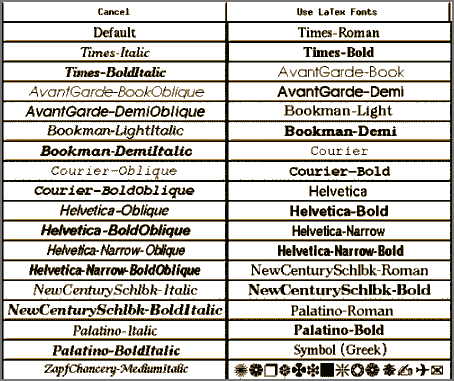 Cancel Use LaTex Fonts
Default Times-Roman
Times-Italic Times-Bold
Times-BoldItalic AvantGarde-Book
AvantGarde-BookOblique AvantGarde-Demi
AvantGarde-DemiOblique Bookman-Light
Bookman-LightItalic Bookman-Demi
Bookman-DemiItalic Courier
Courier-Oblique Courier-Bold
Courier-BoldOblique Helvetica
Helvetica-Oblique Helvetica-Bold
Helvetica-BoldOblique Helvetica-Narrow
Helvetica-Narrow-Oblique Helvetica-Narrow-Bold
Helvetica-Narrow-BoldOblique NewCenturySchlbk-Roman
NewCenturySchlbk-Italic NewCenturySchlbk-Bold
NewCenturySchlbk-BoldItalic Palatino-Roman
Palatino-Italic Palatino-Bold
Palatino-BoldItalic Symbol (Greek)
ZapfChancery-MediumItalic